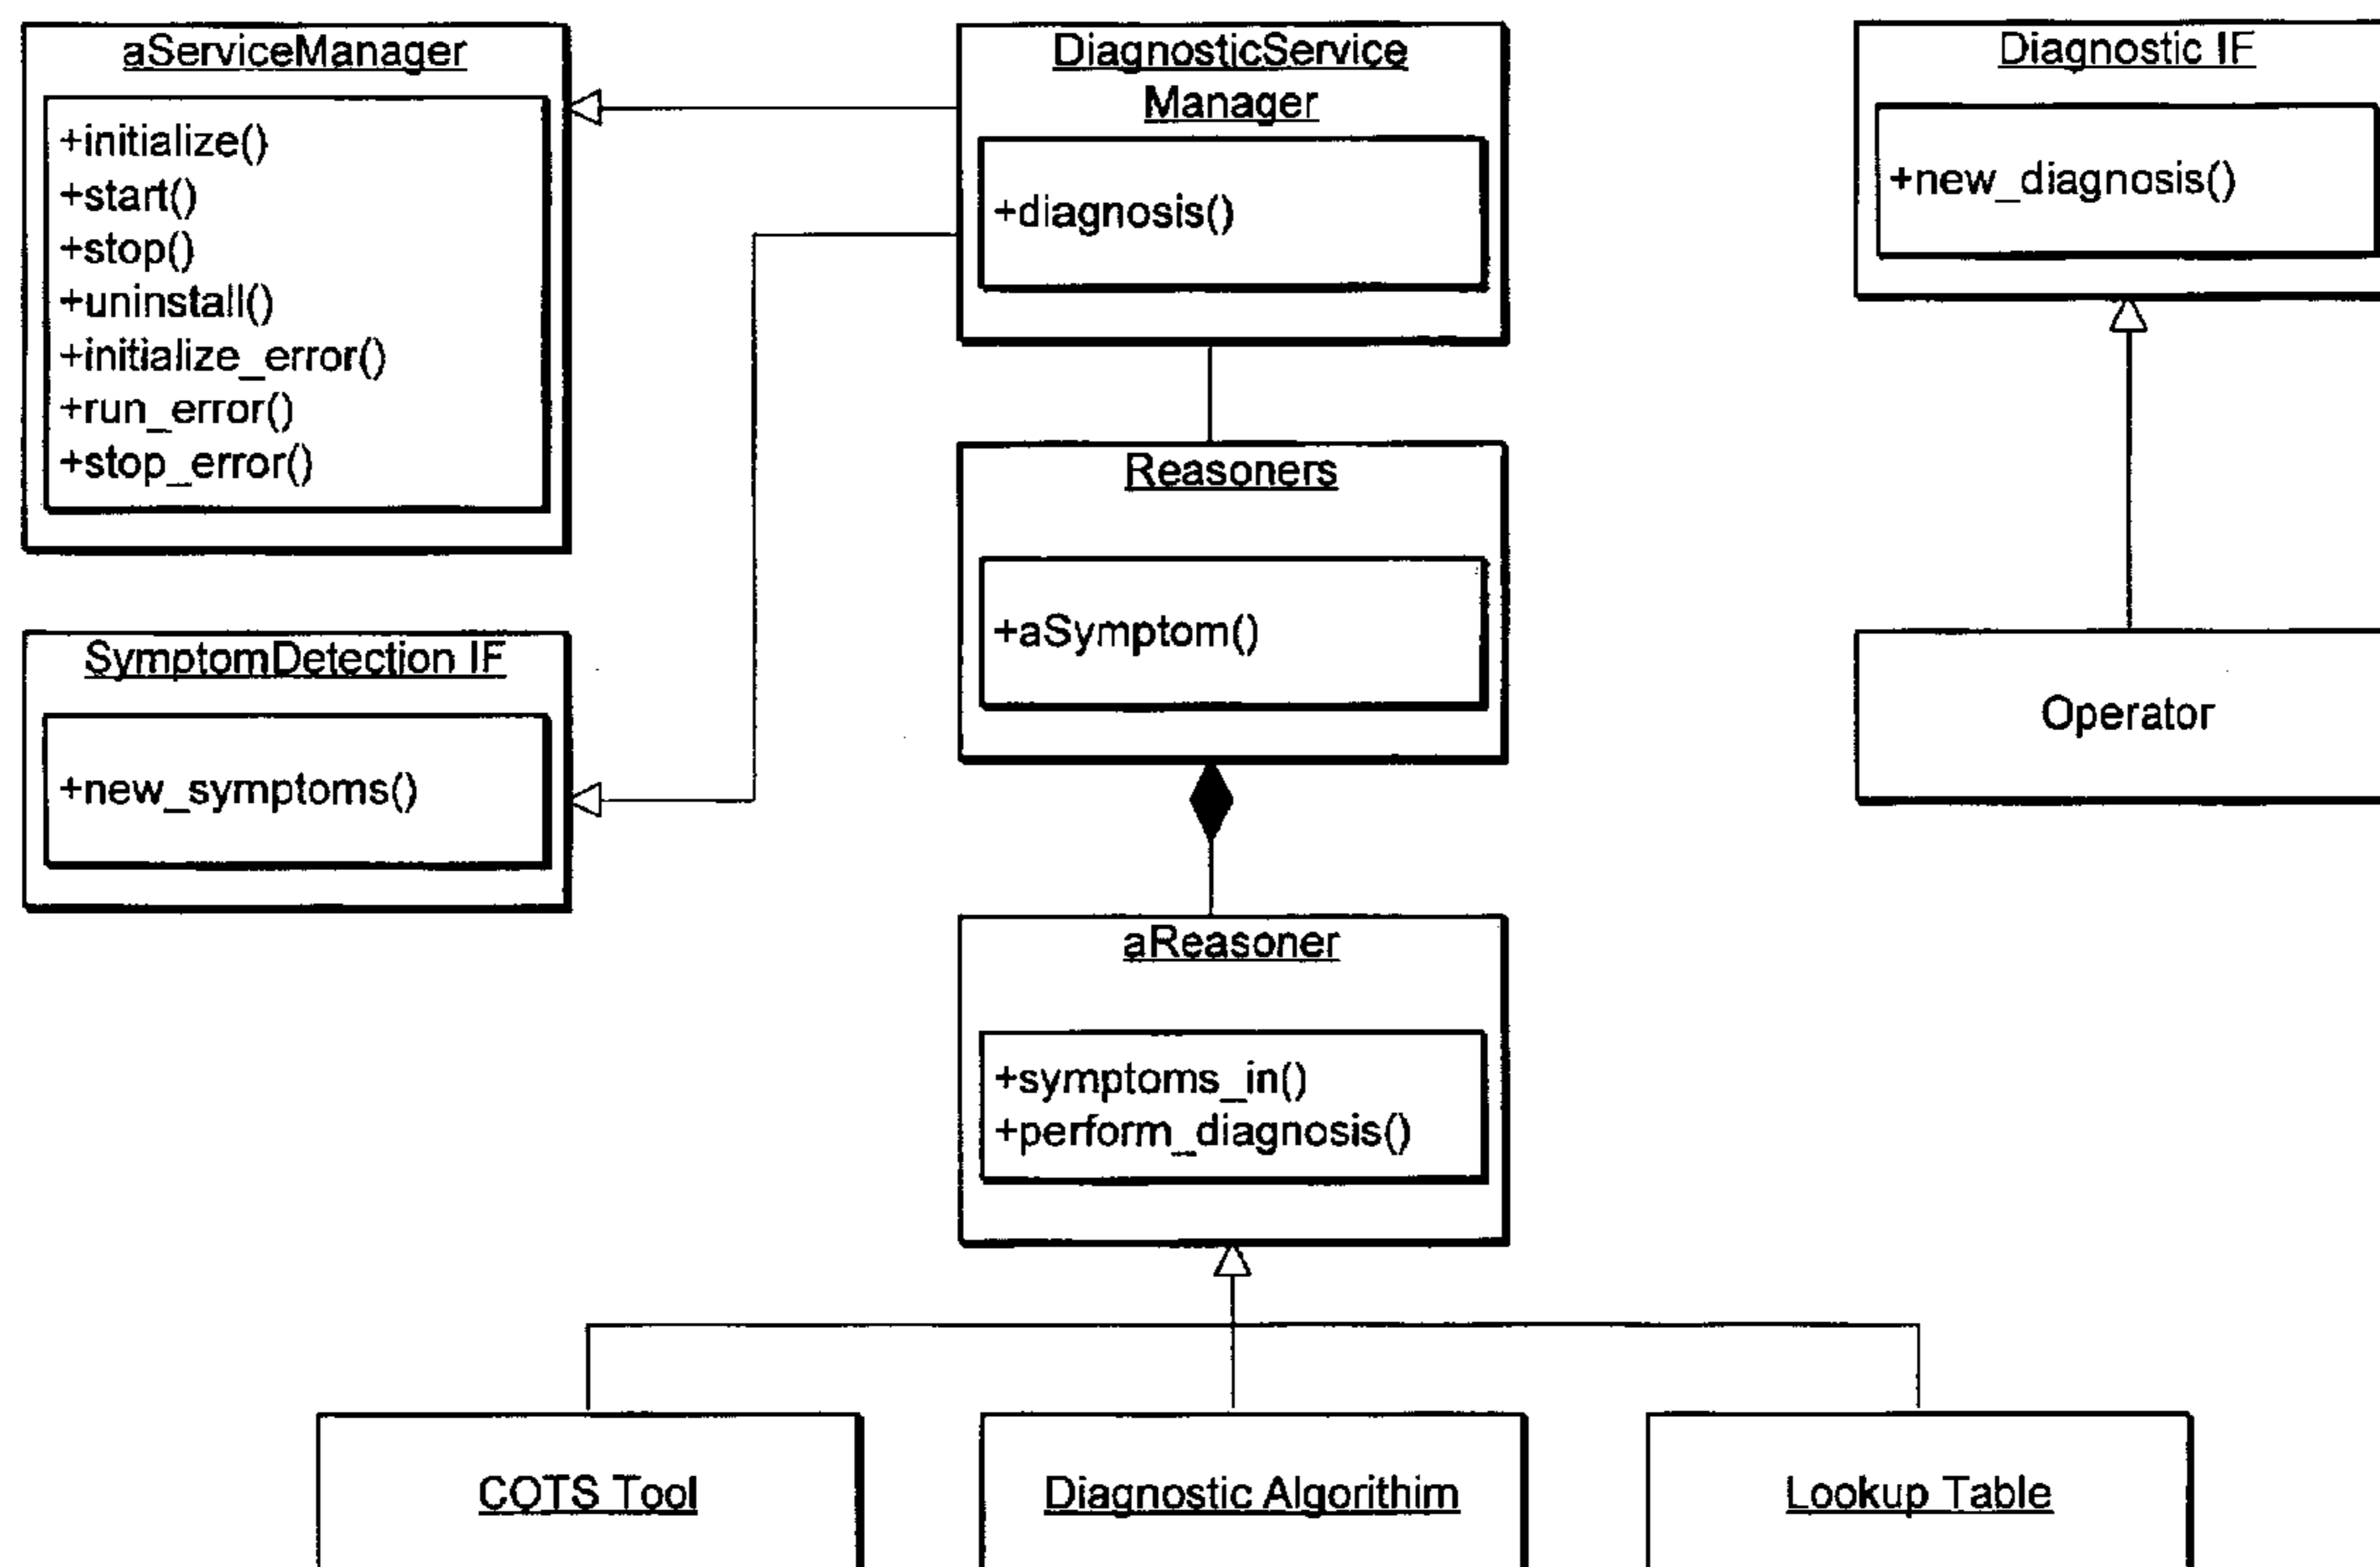 aServiceManager
+initialize()
+start()
+stop()
+uninstall()
+initialize_error()
+run_error()
+stop_error()
DiagnosticService
Manager
+diagnosis()
Diagnostic IF
+new_diagnosis()
SymptomDetection IF
+new_symptoms()
Reasoners
+aSymptom()
Operator
aReasoner
+symptoms_in()
+perform_diagnosis()
COTS Tool
Diagnostic Algorithim
Lookup Table